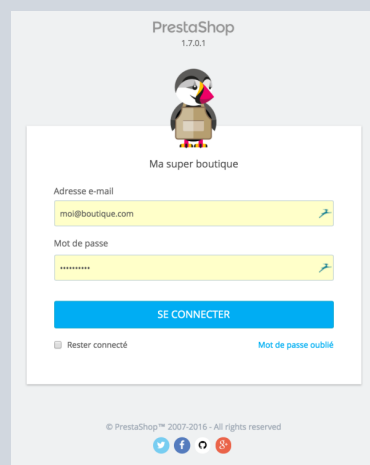 PrestaShop
1.7.0.1
Ma super boutique
Adresse e-mail
moi@boutique.com
Mot de passe
••••••••••
SE CONNECTER
Rester connecté Mot de passe oublié
© PrestaShop™ 2007-2016 - All rights reserved